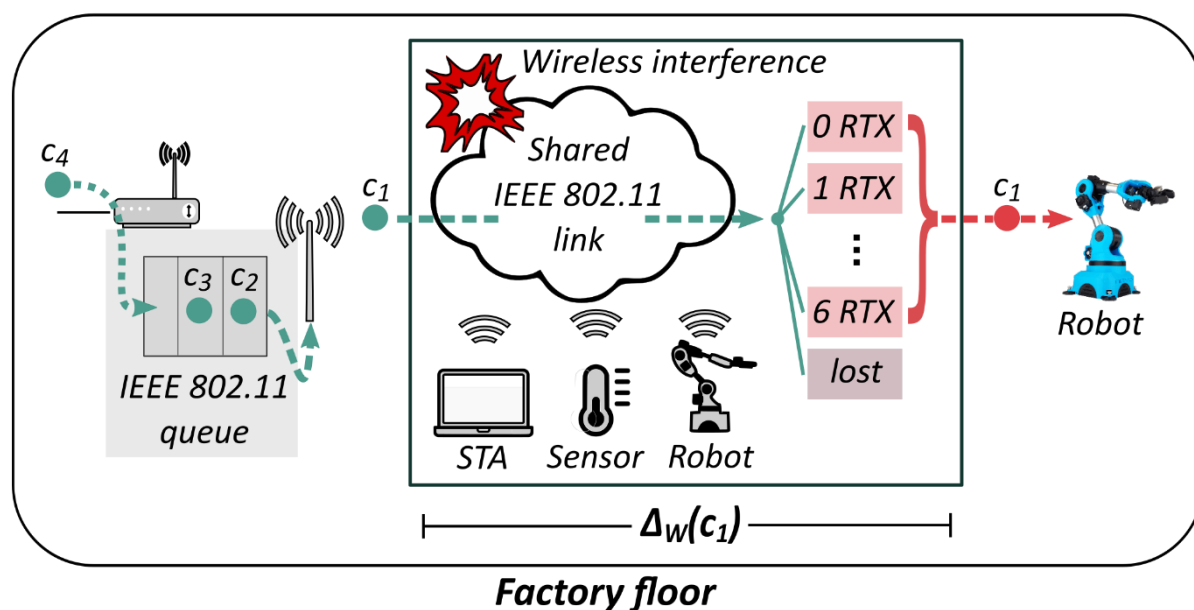 Wireless interference
c4
c1
Shared
IEEE 802.11
link
0 RTX
1 RTX
⋮
6 RTX
lost
c1
Robot
c3
c2
IEEE 802.11
queue
STA
Sensor
Robot
ΔW(c1)
Factory floor